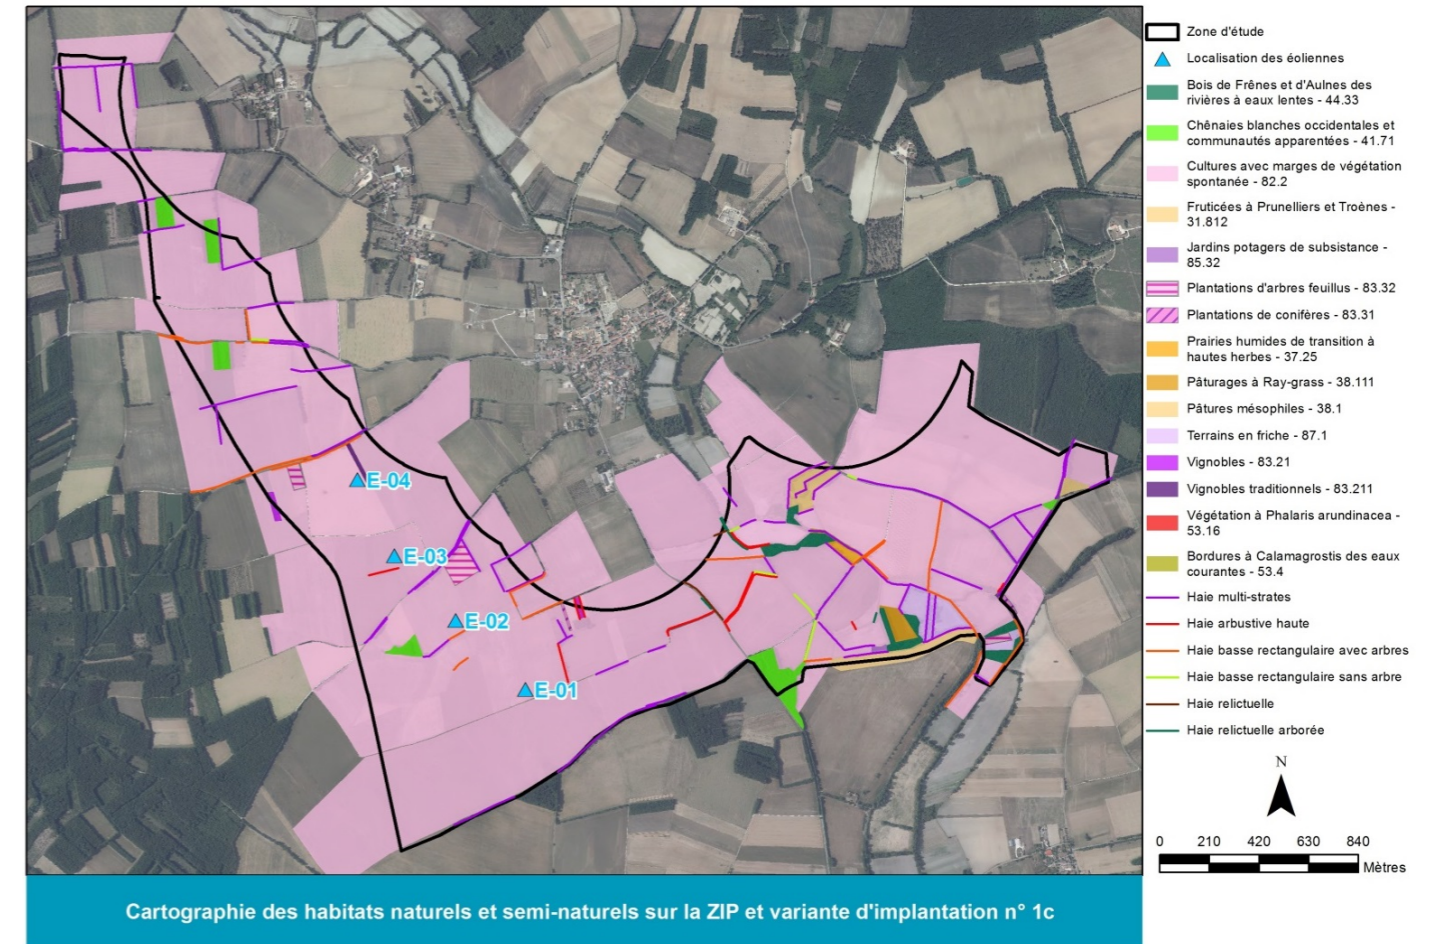 Zone d'étude
Localisation des éoliennes
Bois de Frênes et d'Aulnes des
rivières à eaux lentes - 44.33
Chênaies blanches occidentales et
communautés apparentées - 41.71
Cultures avec marges de végétation
spontanée - 82.2
Fruticées à Prunelliers et Troènes -
31.812
Jardins potagers de subsistance -
85.32
Plantations d'arbres feuillus - 83.32
Plantations de conifères - 83.31
Prairies humides de transition à
hautes herbes - 37.25
Pâturages à Ray-grass - 38.111
Pâtures mésophiles - 38.1
Terrains en friche - 87.1
Vignobles - 83.21
Vignobles traditionnels - 83.211
Végétation à Phalaris arundinacea -
53.16
Bordures à Calamagrostis des eaux
courantes - 53.4
Haie multi-strates
Haie arbustive haute
Haie basse rectangulaire avec arbres
Haie basse rectangulaire sans arbre
Haie relictuelle
Haie relictuelle arborée
N
0 210 420 630 840
Mètres
E-04
E-03
E-02
E-01
Cartographie des habitats naturels et semi-naturels sur la ZIP et variante d'implantation n° 1c